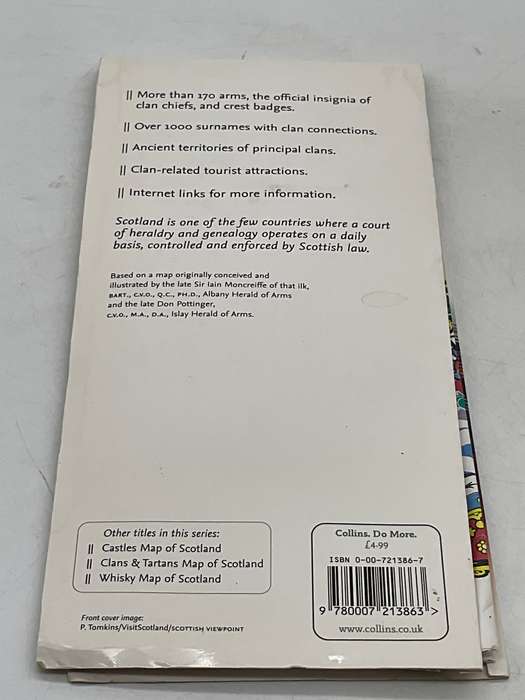 || More than 170 arms, the official insignia of
clan chiefs, and crest badges.
|| Over 1000 surnames with clan connections.
|| Ancient territories of principal clans.
|| Clan-related tourist attractions.
|| Internet links for more information.
Scotland is one of the few countries where a court
of heraldry and genealogy operates on a daily
basis, controlled and enforced by Scottish law.
Based on a map originally conceived and
illustrated by the late Sir Iain Moncreiffe of that ilk,
BART., C.V.O., Q.C., PH.D., Albany Herald of Arms
and the late Don Pottinger,
C.V.O., M.A., D.A., Islay Herald of Arms.
Other titles in this series:
|| Castles Map of Scotland
|| Clans & Tartans Map of Scotland
|| Whisky Map of Scotland
Front cover image:
P. Tomkins/VisitScotland/SCOTTISH VIEWPOINT
Collins. Do More.
£4.99
ISBN 0-00-721386-7
9 780007 213863 >
www.collins.co.uk